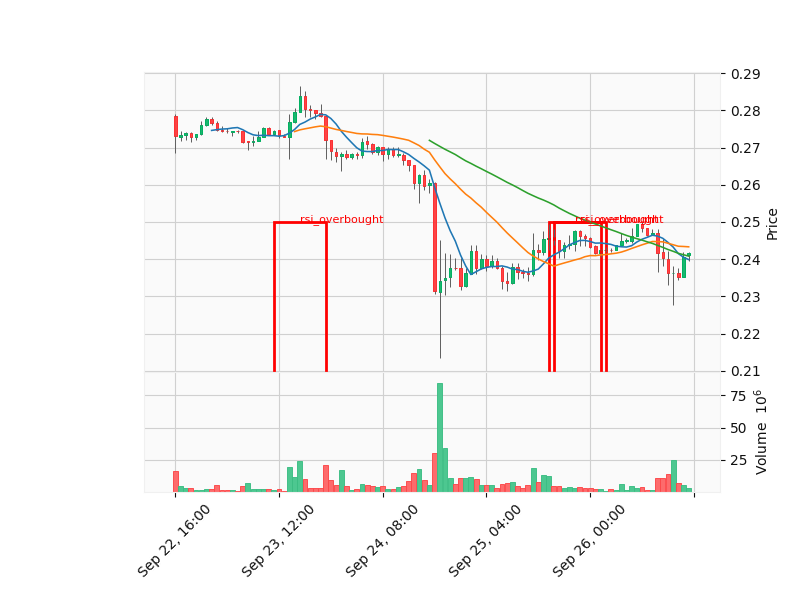 0.29
0.28
0.27
0.26
0.25
0.24
0.23
0.22
0.21
Price
rsi_overbought
rsi_overbought
75
50
25
Volume 10^6
Sep 22, 16:00
Sep 23, 12:00
Sep 24, 08:00
Sep 25, 04:00
Sep 26, 00:00